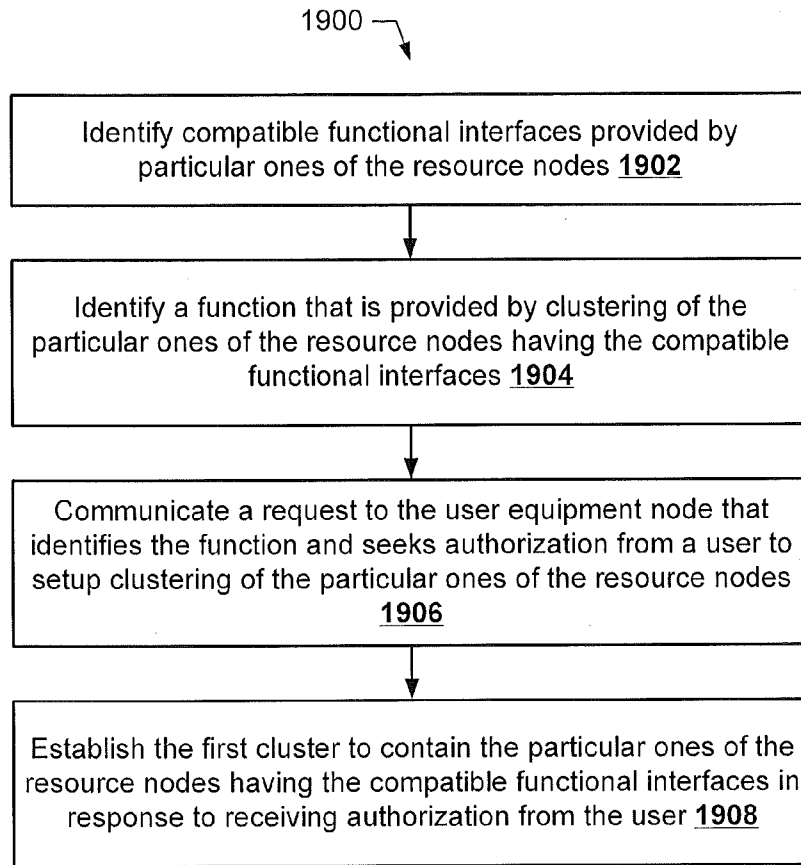 1900
Identify compatible functional interfaces provided by
particular ones of the resource nodes 1902
Identify a function that is provided by clustering of the
particular ones of the resource nodes having the compatible
functional interfaces 1904
Communicate a request to the user equipment node that
identifies the function and seeks authorization from a user to
setup clustering of the particular ones of the resource nodes
1906
Establish the first cluster to contain the particular ones of the
resource nodes having the compatible functional interfaces in
response to receiving authorization from the user 1908